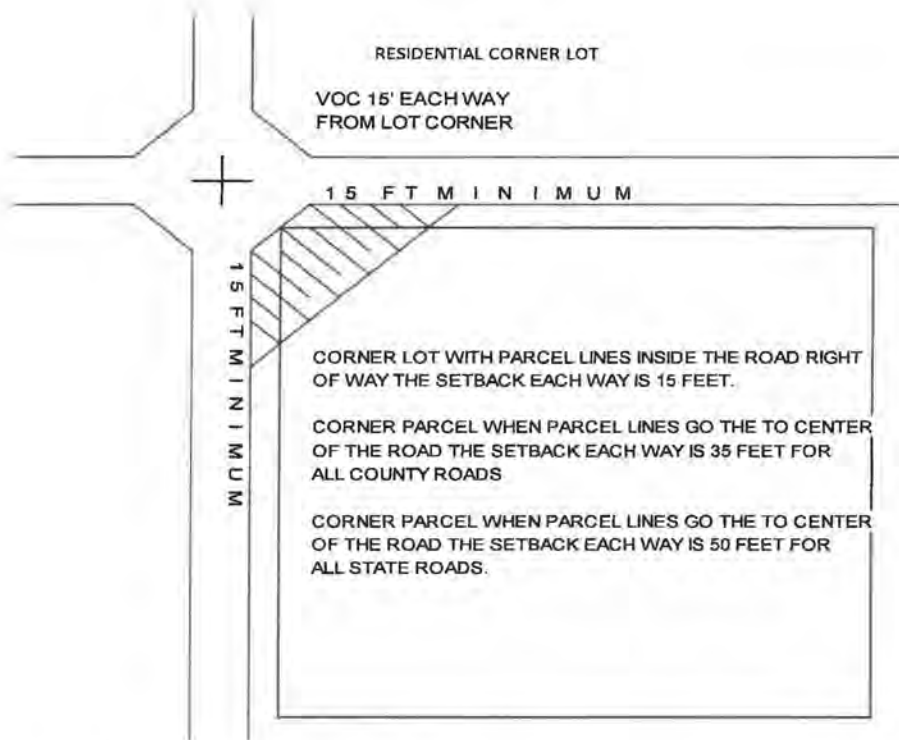 RESIDENTIAL CORNER LOT
VOC 15' EACH WAY
FROM LOT CORNER
15 FT MINIMUM
15 FT MINIMUM
CORNER LOT WITH PARCEL LINES INSIDE THE ROAD RIGHT
OF WAY THE SETBACK EACH WAY IS 15 FEET.
CORNER PARCEL WHEN PARCEL LINES GO THE TO CENTER
OF THE ROAD THE SETBACK EACH WAY IS 35 FEET FOR
ALL COUNTY ROADS
CORNER PARCEL WHEN PARCEL LINES GO THE TO CENTER
OF THE ROAD THE SETBACK EACH WAY IS 50 FEET FOR
ALL STATE ROADS.